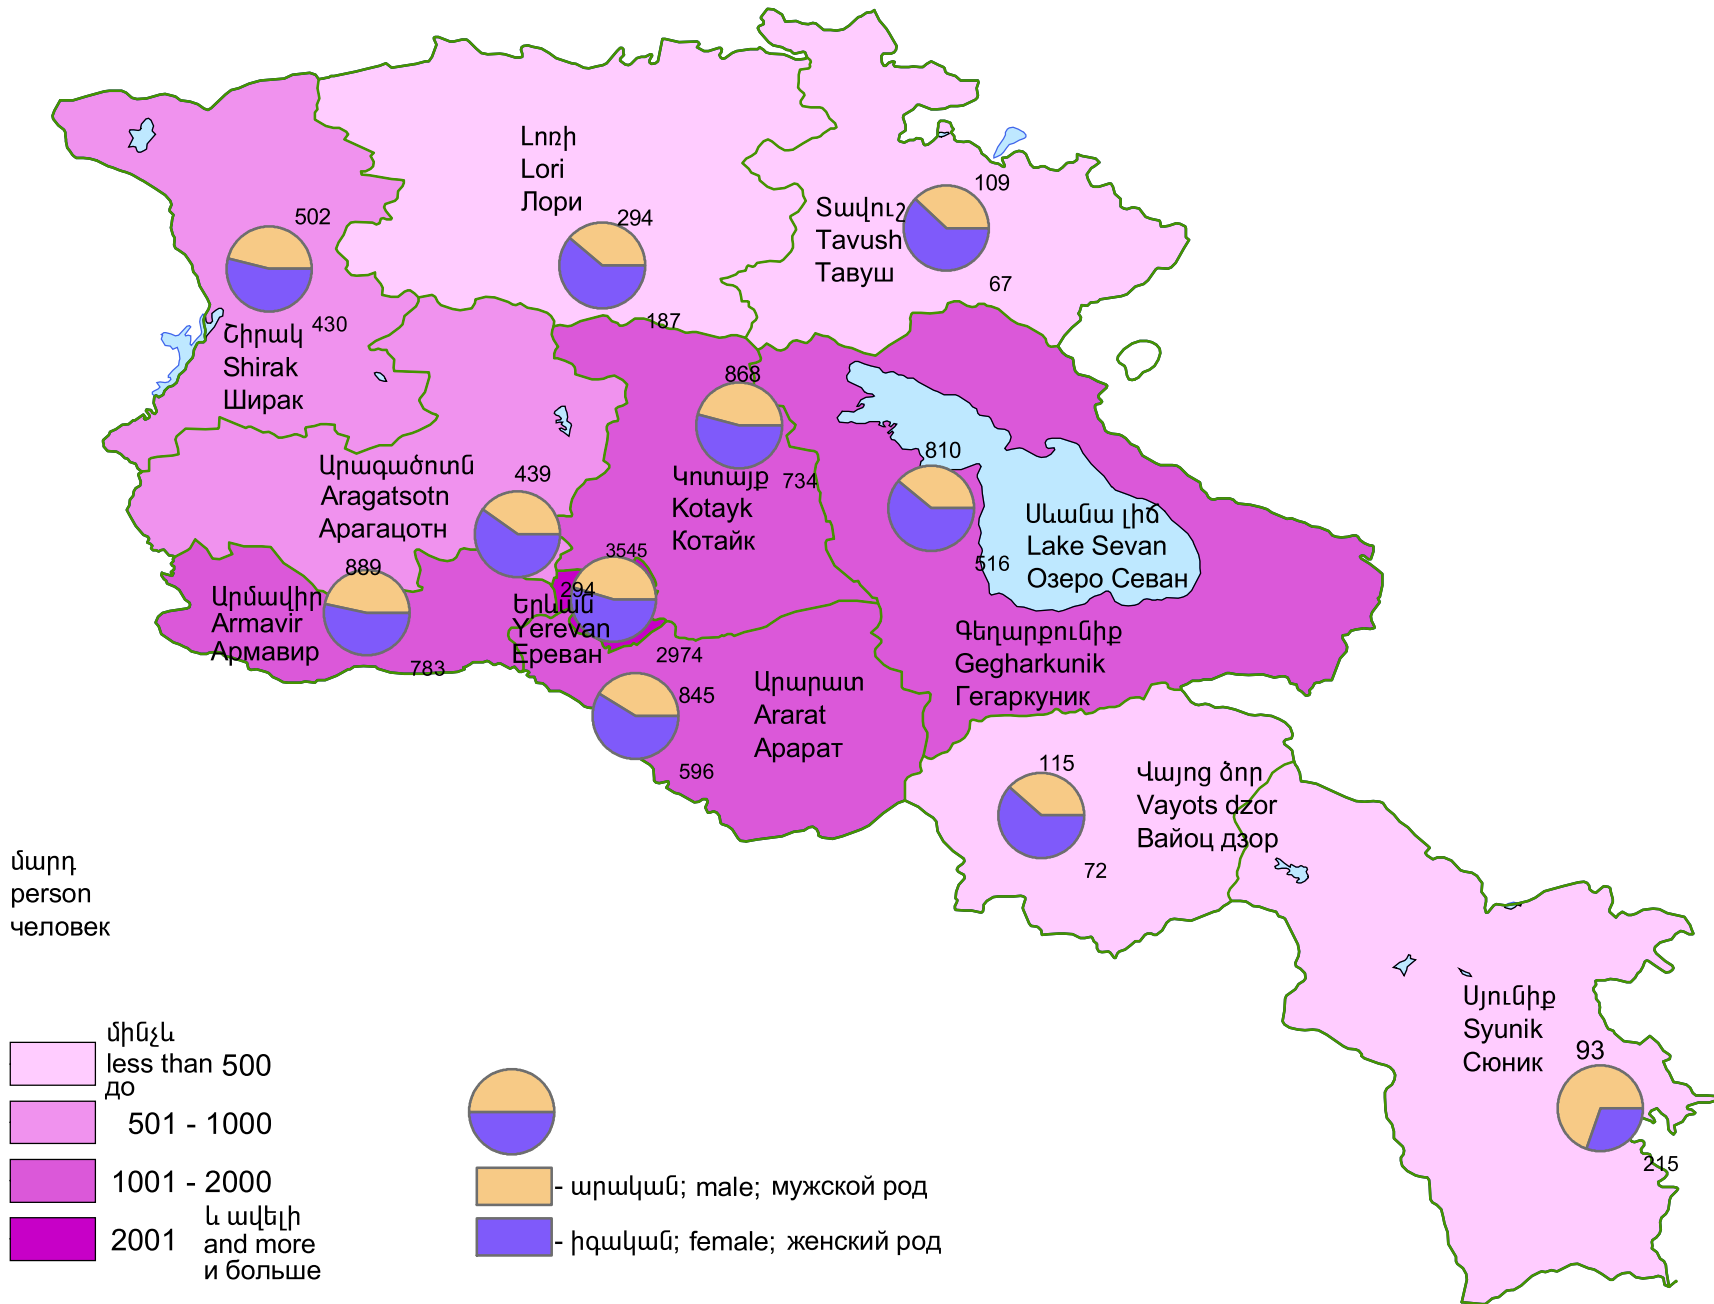 Լոռի
Lori
Лори
294
187
109
Տավուշ
Tavush
Тавуш
67
502
430
Շիրակ
Shirak
Ширак
868
734
Կոտայք
Kotayk
Котайк
810
516
Սևանա լիճ
Lake Sevan
Озеро Севан
Գեղարքունիք
Gegharkunik
Гегаркуник
Արագածոտն
Aragatsotn
Арагацотн
439
294
889
Արմավիր
Armavir
Армавир
783
3545
Երևան
Yerevan
Ереван
2974
845
Արարատ
Ararat
Арарат
596
115
Վայոց ձոր
Vayots dzor
Вайоц дзор
72
Սյունիք
Syunik
Сюник
93
215
մարդ
person
человек
մինչև
less than 500
до
501 - 1000
1001 - 2000
և ավելի
2001 and more
и больше
- արական; male; мужской род
- իգական; female; женский род